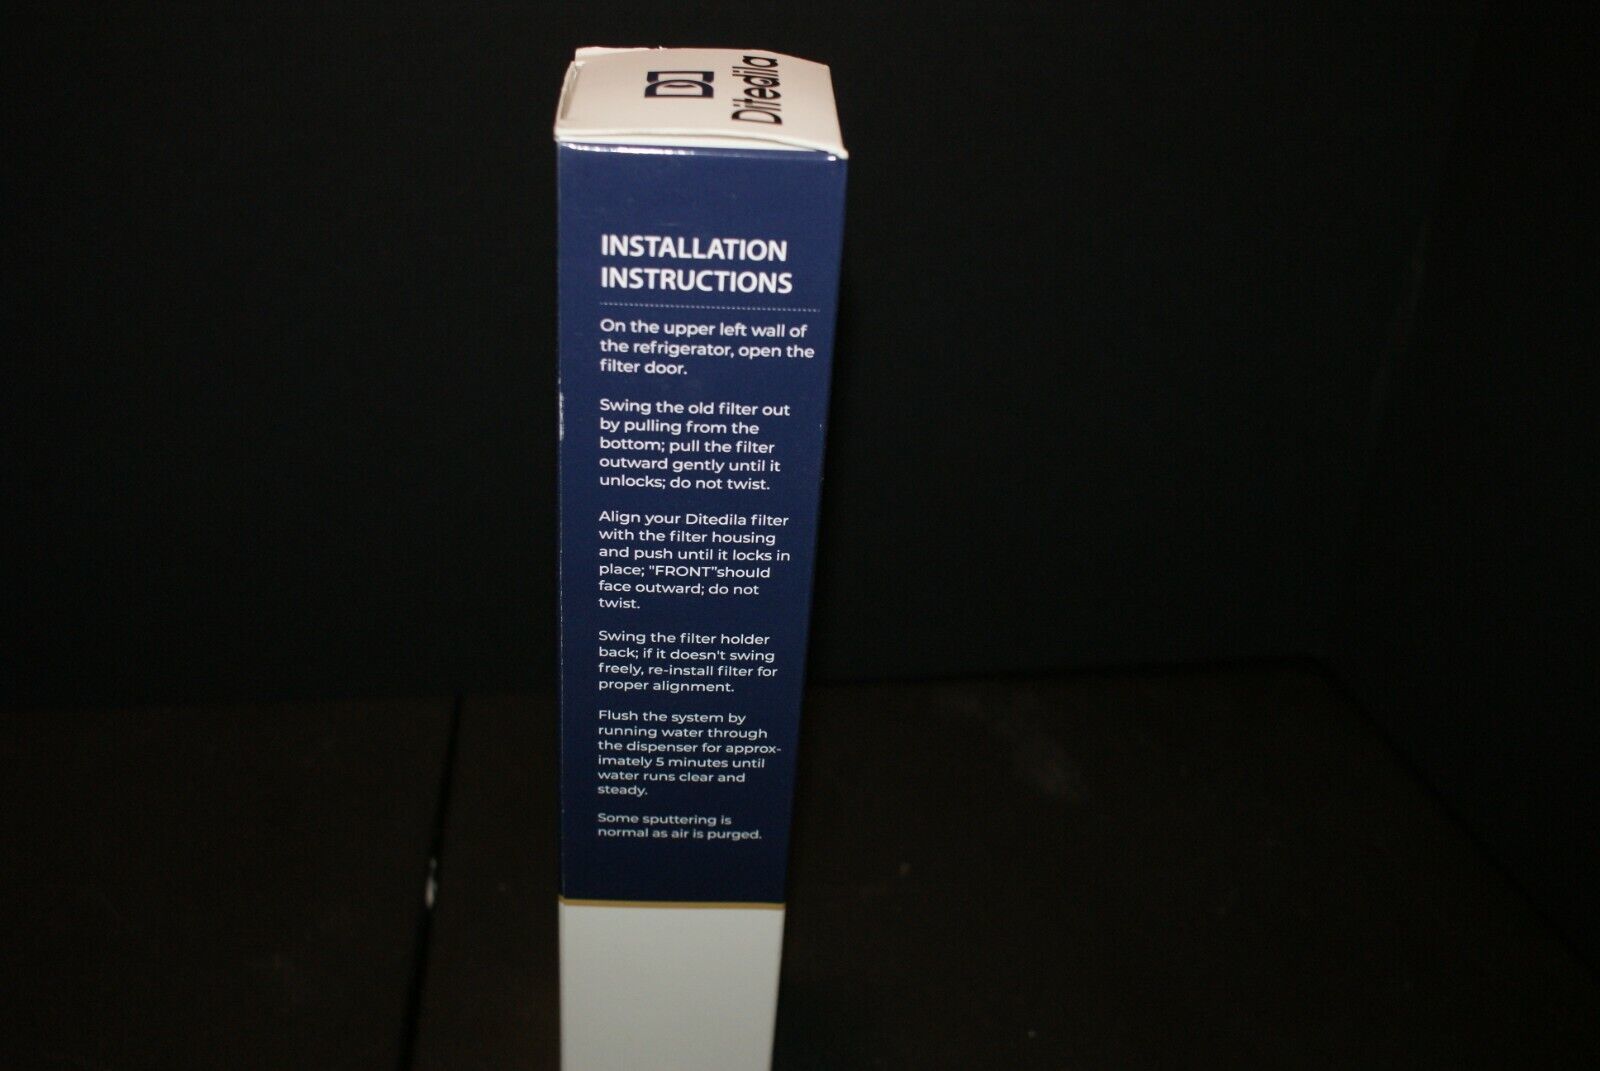 Ditedila
INSTALLATION
INSTRUCTIONS
On the upper left wall of
the refrigerator, open the
filter door.
Swing the old filter out
by pulling from the
bottom; pull the filter
outward gently until it
unlocks; do not twist.
Align your Ditedila filter
with the filter housing
and push until it locks in
place; "FRONT"should
face outward; do not
twist.
Swing the filter holder
back; if it doesn't swing
freely, re-install filter for
proper alignment.
Flush the system by
running water through
the dispenser for approx-
imately 5 minutes until
water runs clear and
steady.
Some sputtering is
normal as air is purged.